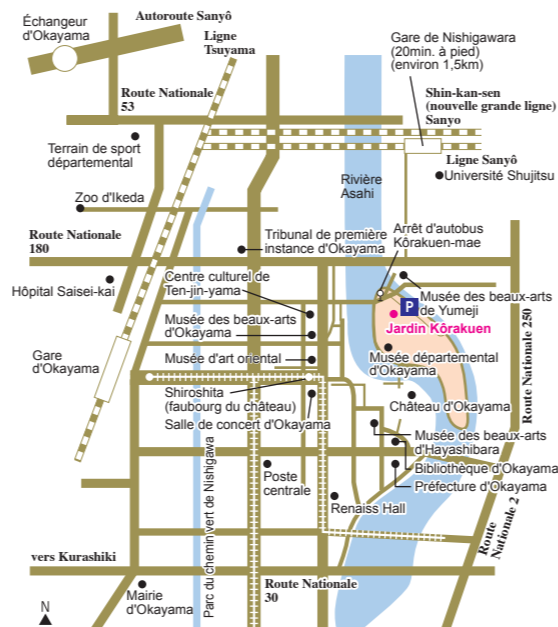 Échangeur
d'Okayama
Autoroute Sanyô
Ligne
Tsuyama
Gare de Nishigawara
(20min. à pied)
(environ 1,5km)
Route Nationale
53
Shin-kan-sen
(nouvelle grande ligne)
Sanyo
Terrain de sport
départemental
Ligne Sanyô
Université Shujitsu
Rivière
Asahi
Zoo d'Ikeda
Route Nationale
180
Tribunal de première
instance d'Okayama
Arrêt d'autobus
Kôrakuen-mae
Hôpital Saisei-kai
Centre culturel de
Ten-jin-yama
P
Musée des beaux-arts
de Yumeji
Musée des beaux-arts
d'Okayama
Jardin Kôrakuen
Route Nationale 250
Gare
d'Okayama
Musée d'art oriental
Musée départemental
d'Okayama
Shiroshita
(faubourg du château)
Château d'Okayama
Salle de concert d'Okayama
Musée des beaux-arts
d'Hayashibara
Bibliothèque d'Okayama
Poste
centrale
Préfecture d'Okayama
Renaiss Hall
Parc du chemin vert de Nishigawa
Route
Nationale 2
vers Kurashiki
Mairie
d'Okayama
Route Nationale
30
N